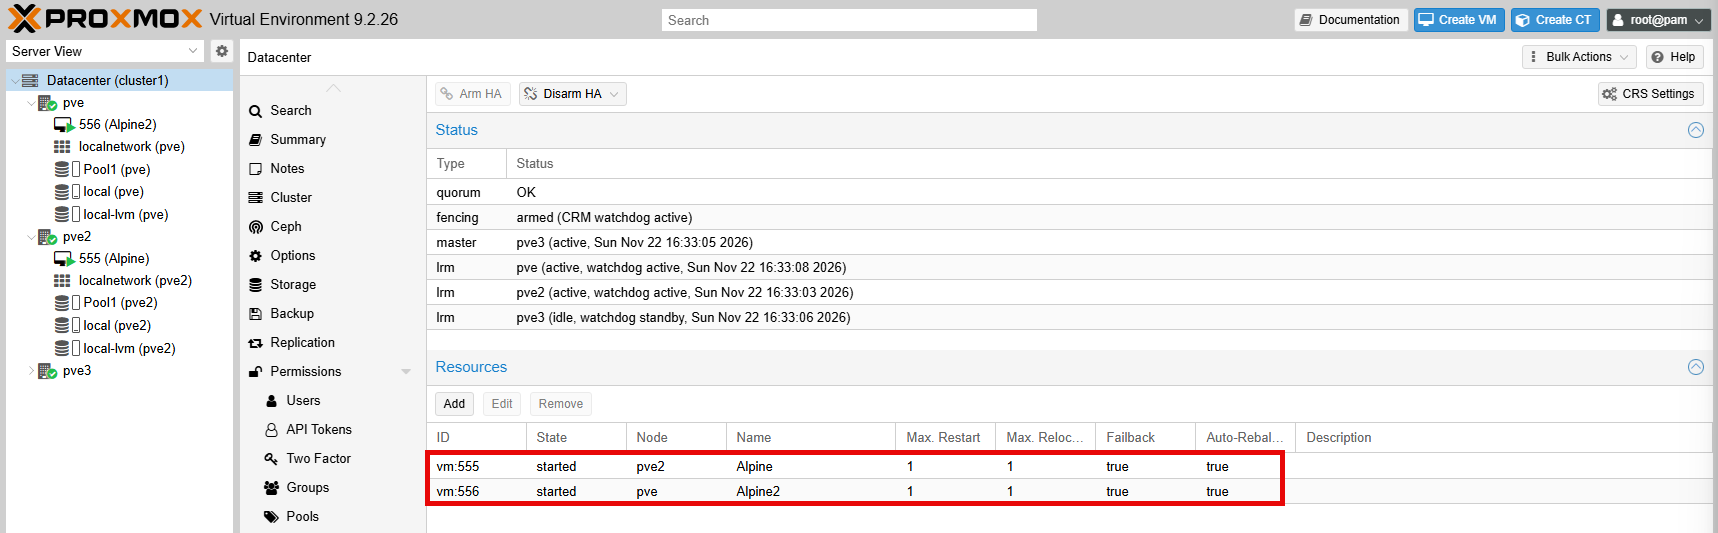 PROXMOX Virtual Environment 9.2.26 Search Documentation Create VM Create CT root@pam
Server View
Datacenter (cluster1)
pve
556 (Alpine2)
localnetwork (pve)
Pool1 (pve)
local (pve)
local-lvm (pve)
pve2
555 (Alpine)
localnetwork (pve2)
Pool1 (pve2)
local (pve2)
local-lvm (pve2)
pve3
Datacenter Bulk Actions Help
Search
Summary
Notes
Cluster
Ceph
Options
Storage
Backup
Replication
Permissions
Users
API Tokens
Two Factor
Groups
Pools
Arm HA Disarm HA CRS Settings
Status
Type Status
quorum OK
fencing armed (CRM watchdog active)
master pve3 (active, Sun Nov 22 16:33:05 2026)
lrm pve (active, watchdog active, Sun Nov 22 16:33:08 2026)
lrm pve2 (active, watchdog active, Sun Nov 22 16:33:03 2026)
lrm pve3 (idle, watchdog standby, Sun Nov 22 16:33:06 2026)
Resources
Add Edit Remove
ID State Node Name Max. Restart Max. Reloc... Failback Auto-Rebal... Description
vm:555 started pve2 Alpine 1 1 true true
vm:556 started pve Alpine2 1 1 true true